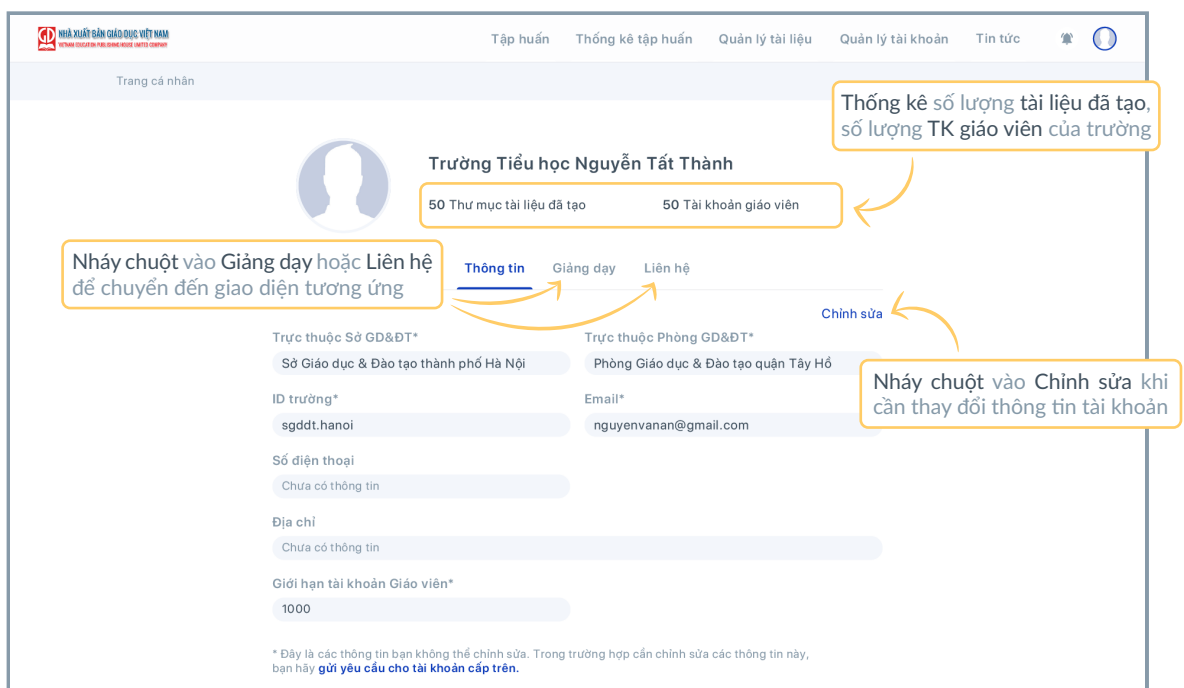 NHÀ XUẤT BẢN GIÁO DỤC VIỆT NAM
VIETNAM EDUCATION PUBLISHING HOUSE LIMITED COMPANY
Tập huấn Thống kê tập huấn Quản lý tài liệu Quản lý tài khoản Tin tức
Trang cá nhân
Thống kê số lượng tài liệu đã tạo,
số lượng TK giáo viên của trường
Trường Tiểu học Nguyễn Tất Thành
50 Thư mục tài liệu đã tạo 50 Tài khoản giáo viên
Nháy chuột vào Giảng dạy hoặc Liên hệ
để chuyển đến giao diện tương ứng
Thông tin Giảng dạy Liên hệ
Chỉnh sửa
Nháy chuột vào Chỉnh sửa khi
cần thay đổi thông tin tài khoản
Trực thuộc Sở GD&ĐT* Trực thuộc Phòng GD&ĐT*
Sở Giáo dục & Đào tạo thành phố Hà Nội Phòng Giáo dục & Đào tạo quận Tây Hồ
ID trường* Email*
sgddt.hanoi nguyenvanan@gmail.com
Số điện thoại
Chưa có thông tin
Địa chỉ
Chưa có thông tin
Giới hạn tài khoản Giáo viên*
1000
* Đây là các thông tin bạn không thể chỉnh sửa. Trong trường hợp cần chỉnh sửa các thông tin này,
bạn hãy gửi yêu cầu cho tài khoản cấp trên.